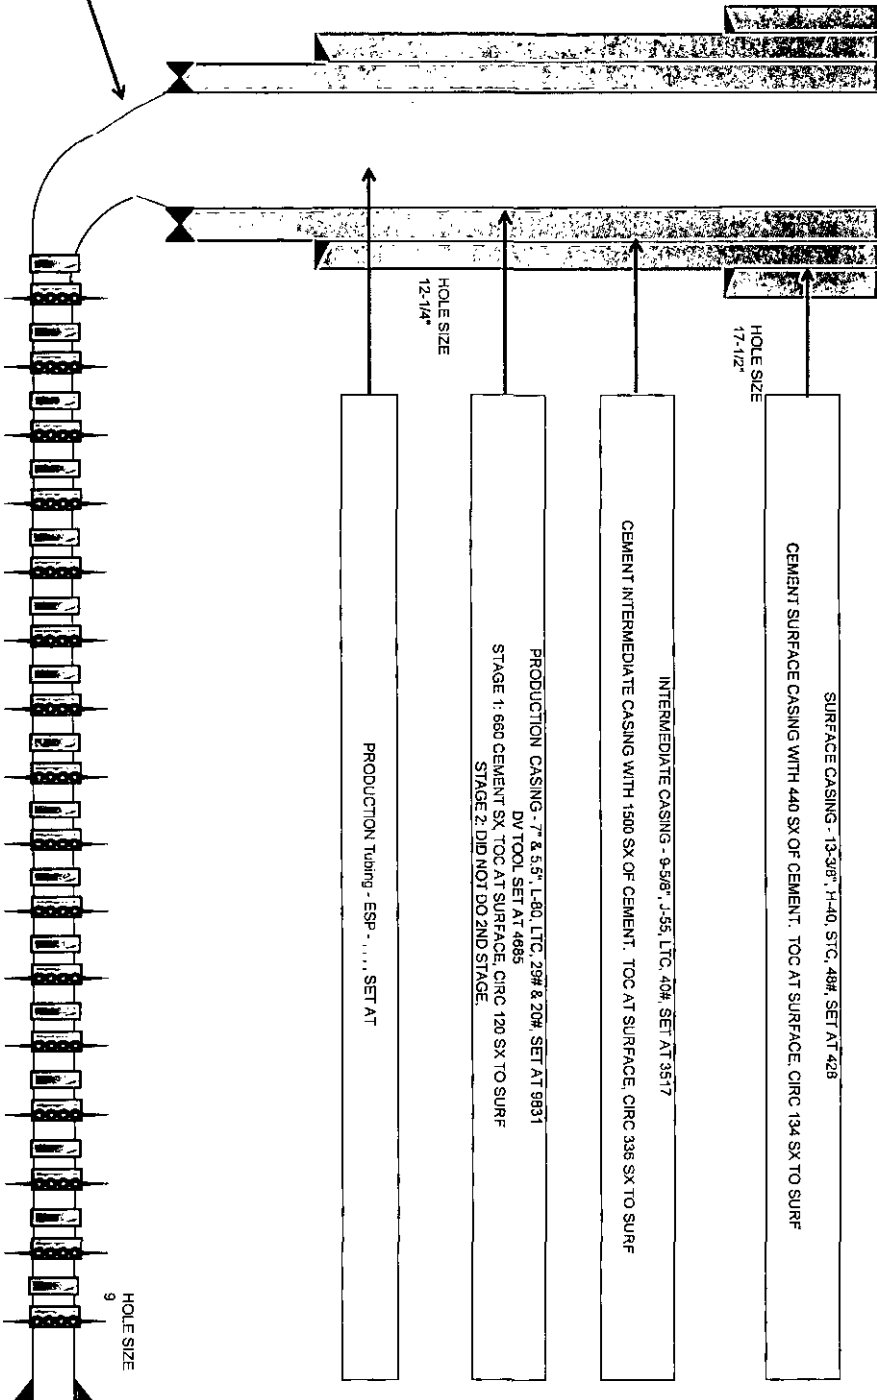 HOLE SIZE
17-1/2"
SURFACE CASING - 13-3/8", H-40, STC, 48#, SET AT 428
CEMENT SURFACE CASING WITH 440 SX OF CEMENT. TOC AT SURFACE, CIRC 134 SX TO SURF
INTERMEDIATE CASING - 9-5/8", J-55, LTC, 40#, SET AT 3517
CEMENT INTERMEDIATE CASING WITH 1500 SX OF CEMENT. TOC AT SURFACE, CIRC 336 SX TO SURF
HOLE SIZE
12-1/4"
PRODUCTION CASING - 7" & 5.5", L-80, LTC, 29# & 20#, SET AT 9831
DV TOOL SET AT 4685
STAGE 1: 660 CEMENT SX, TOC AT SURFACE, CIRC 120 SX TO SURF
STAGE 2: DID NOT DO 2ND STAGE.
PRODUCTION Tubing - ESP - , , , , SET AT
HOLE SIZE
9